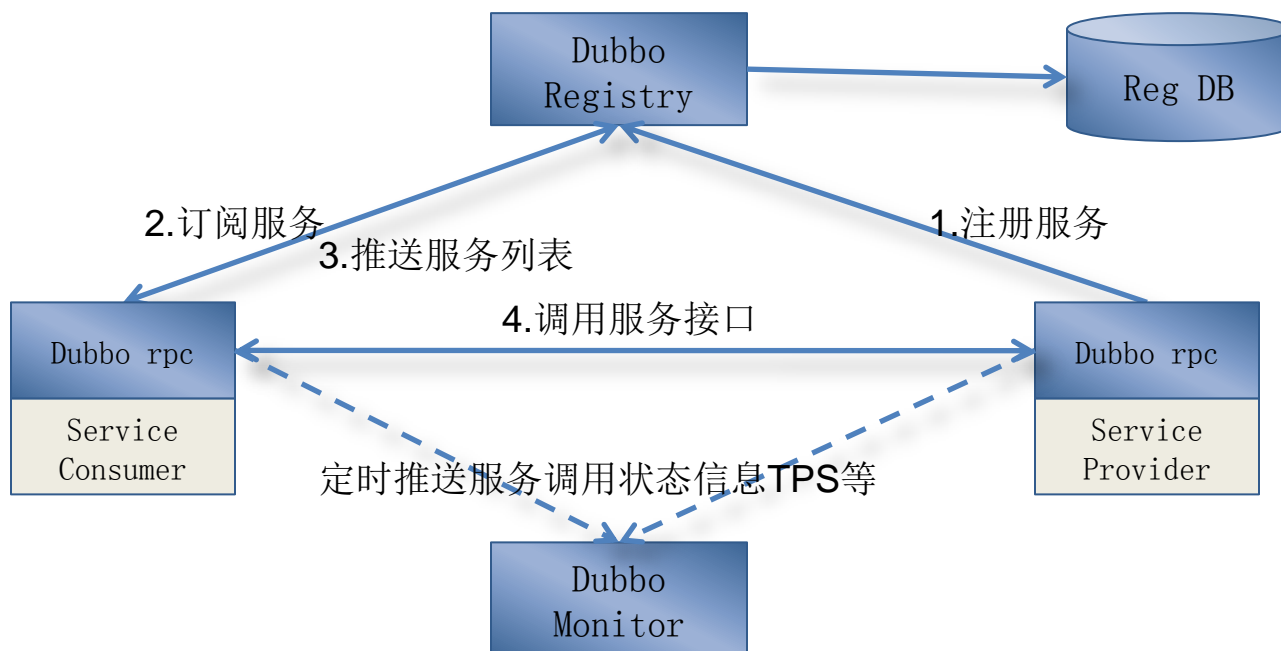 Dubbo
Registry
Reg DB
2.订阅服务
1.注册服务
3.推送服务列表
4.调用服务接口
Dubbo rpc
Dubbo rpc
Service
Consumer
Service
Provider
定时推送服务调用状态信息TPS等
Dubbo
Monitor